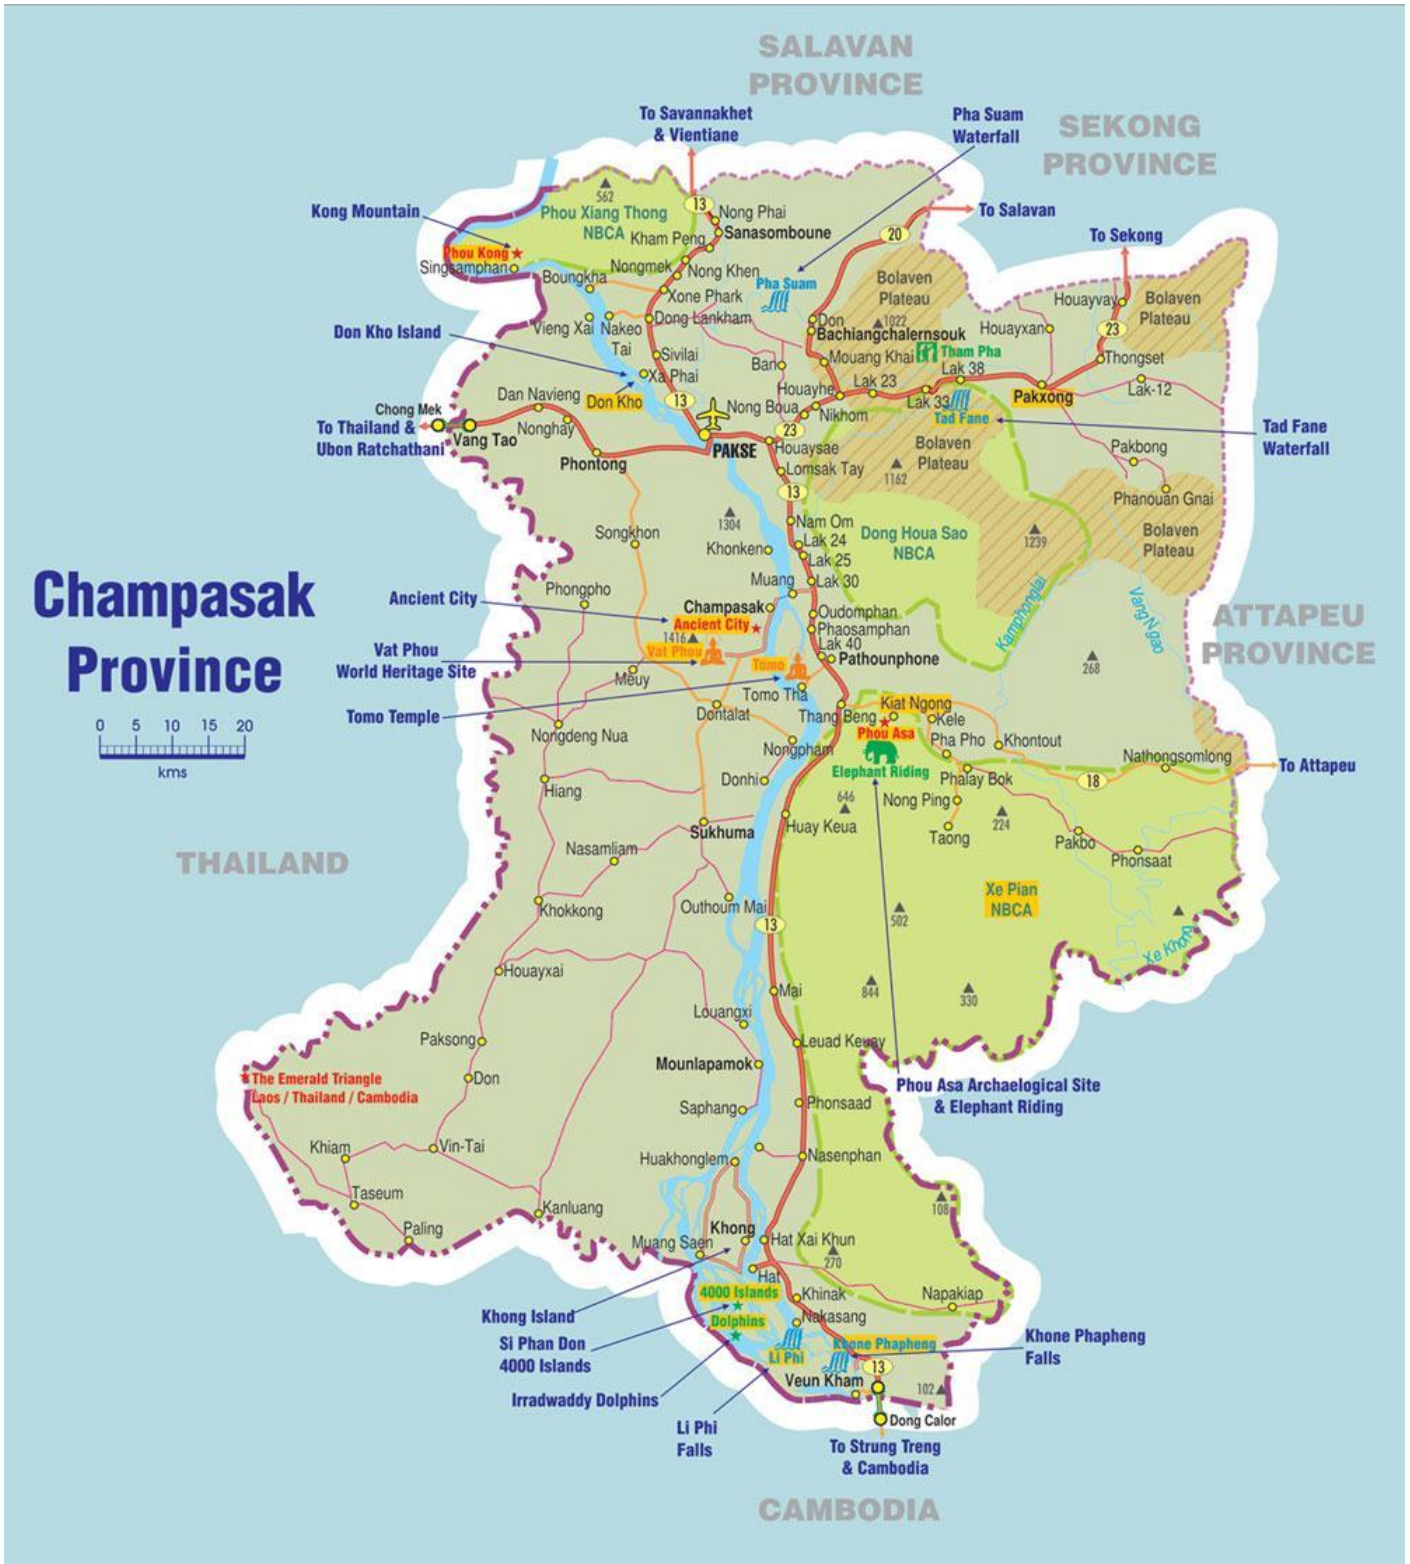 SALAVAN
PROVINCE
To Savannakhet
& Vientiane
Pha Suam
Waterfall
SEKONG
PROVINCE
562
13
Nong Phai
Kong Mountain
Phou Xiang Thong
NBCA
Kham Peng
Sanasomboune
20
To Salavan
To Sekong
Phou Kong
Singsamphan
Boungkha
Nongmek
Nong Khen
Pha Suam
Bolaven
Plateau
Xone Phark
Houayvay
Bolaven
Plateau
Don Kho Island
Vieng Xai
Nakeo
Tai
Dong Lankham
Don
1022
Bachiangchalernsouk
Houayxan
23
Sivilai
Xa Phai
Ban
Mouang Khai
Tham Pha
Lak 38
Thongset
Dan Navieng
Don Kho
13
Houayhe
Lak 23
Lak 33
Pakxong
Lak-12
Chong Mek
To Thailand &
Ubon Ratchathani
Vang Tao
Nonghay
Nong Boua
Nikhom
Tad Fane
23
Tad Fane
Waterfall
Phontong
PAKSE
Houaysae
Bolaven
Plateau
Pakbong
Lomsak Tay
1162
13
Phanouan Gnai
1304
Songkhon
Nam Om
Dong Houa Sao
NBCA
1239
Bolaven
Plateau
Khonken
Lak 24
Lak 25
Champasak
Province
Phongpho
Muang
Lak 30
Kamphonglai
Vang N gao
Ancient City
Champasak
Oudomphan
ATTAPEU
PROVINCE
Ancient City
Phaosamphan
1416
Lak 40
Vat Phou
World Heritage Site
Vat Phou
Tomo
Pathounphone
268
Meuy
Tomo Tha
Tomo Temple
Dontalat
Thang Beng
Kiat Ngong
Kele
0 5 10 15 20
kms
Nongdeng Nua
Phou Asa
Pha Pho
Khontout
Nongpham
Nathongsomlong
To Attapeu
Elephant Riding
Phalay Bok
18
Hiang
Donhi
646
Nong Ping
224
Sukhuma
Huay Keua
Taong
Pakbo
THAILAND
Nasamliam
Phonsaat
Xe Pian
NBCA
Khokkong
Outhoum Mai
502
13
Xe Khong
Houayxai
Mai
844
330
Louangxi
Paksong
Leuad Keuay
Mounlapamok
The Emerald Triangle
Laos / Thailand / Cambodia
Don
Phou Asa Archaelogical Site
& Elephant Riding
Saphang
Phonsaad
Khiam
Vin-Tai
Huakhonglem
Nasenphan
Taseum
Kanluang
108
Paling
Khong
Muang Saen
Hat Xai Khun
270
Hat
4000 Islands
Khinak
Napakiap
Khong Island
Dolphins
Nakasang
Si Phan Don
4000 Islands
Li Phi
Khone Phapheng
Khone Phapheng
Falls
13
Veun Kham
102
Irradwaddy Dolphins
Li Phi
Falls
Dong Calor
To Strung Treng
& Cambodia
CAMBODIA